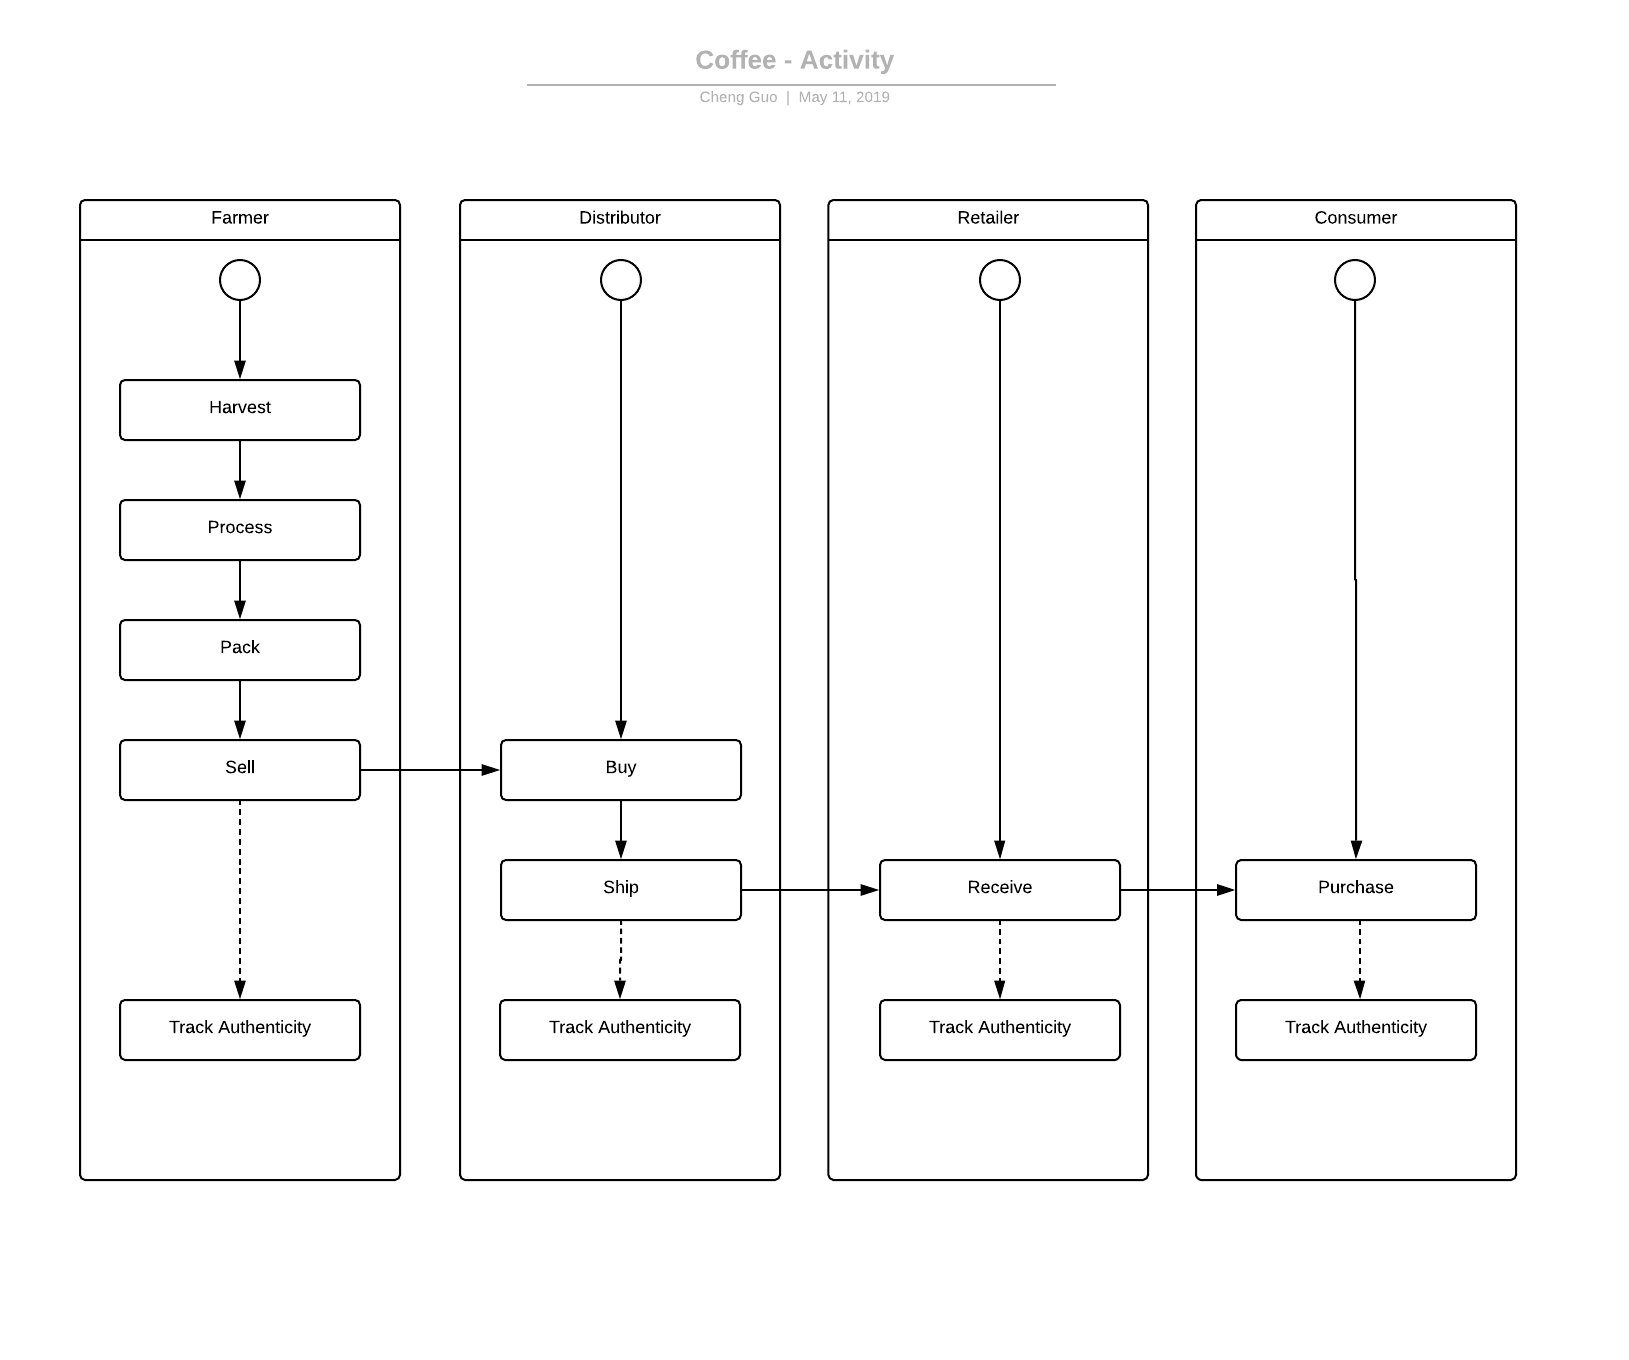 Coffee - Activity
Cheng Guo | May 11, 2019
Farmer
Distributor
Retailer
Consumer
Harvest
Process
Pack
Sell
Buy
Ship
Receive
Purchase
Track Authenticity
Track Authenticity
Track Authenticity
Track Authenticity